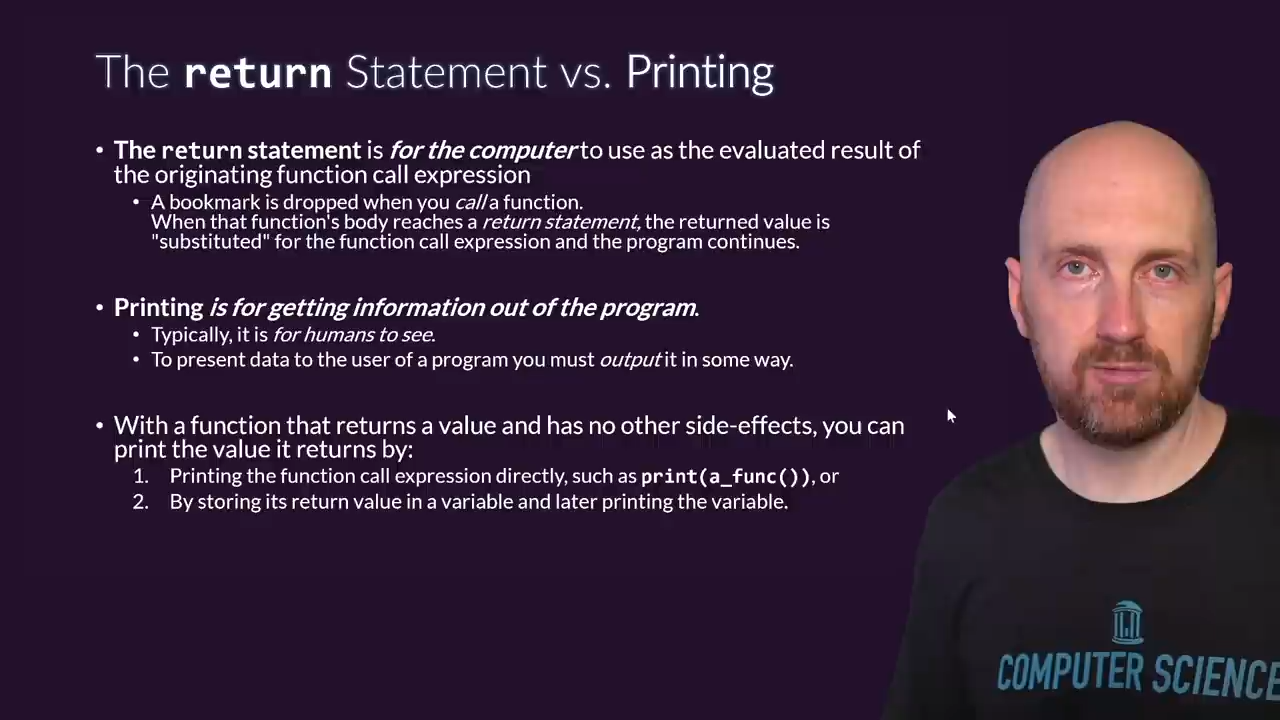 The return Statement vs. Printing
• The return statement is for the computer to use as the evaluated result of
the originating function call expression
• A bookmark is dropped when you call a function.
When that function's body reaches a return statement, the returned value is
"substituted" for the function call expression and the program continues.
• Printing is for getting information out of the program.
• Typically, it is for humans to see.
• To present data to the user of a program you must output it in some way.
• With a function that returns a value and has no other side-effects, you can
print the value it returns by:
1. Printing the function call expression directly, such as print(a_func()), or
2. By storing its return value in a variable and later printing the variable.
COMPUTER SCIENCE